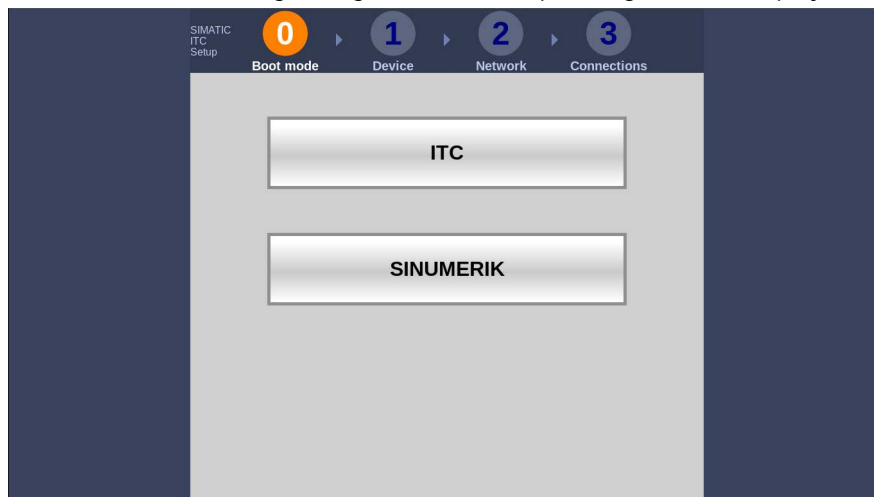 SIMATIC
ITC
Setup
0
1
2
3
Boot mode
Device
Network
Connections
ITC
SINUMERIK